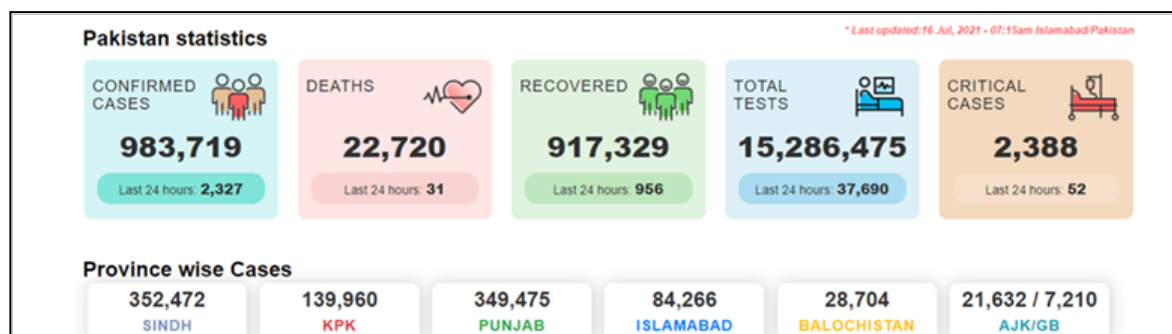 Pakistan statistics
* Last updated:16 Jul, 2021 - 07:15am Islamabad/Pakistan
CONFIRMED
CASES
983,719
Last 24 hours: 2,327
DEATHS
22,720
Last 24 hours: 31
RECOVERED
917,329
Last 24 hours: 956
TOTAL
TESTS
15,286,475
Last 24 hours: 37,690
CRITICAL
CASES
2,388
Last 24 hours: 52
Province wise Cases
352,472
SINDH
139,960
KPK
349,475
PUNJAB
84,266
ISLAMABAD
28,704
BALOCHISTAN
21,632 / 7,210
AJK/GB